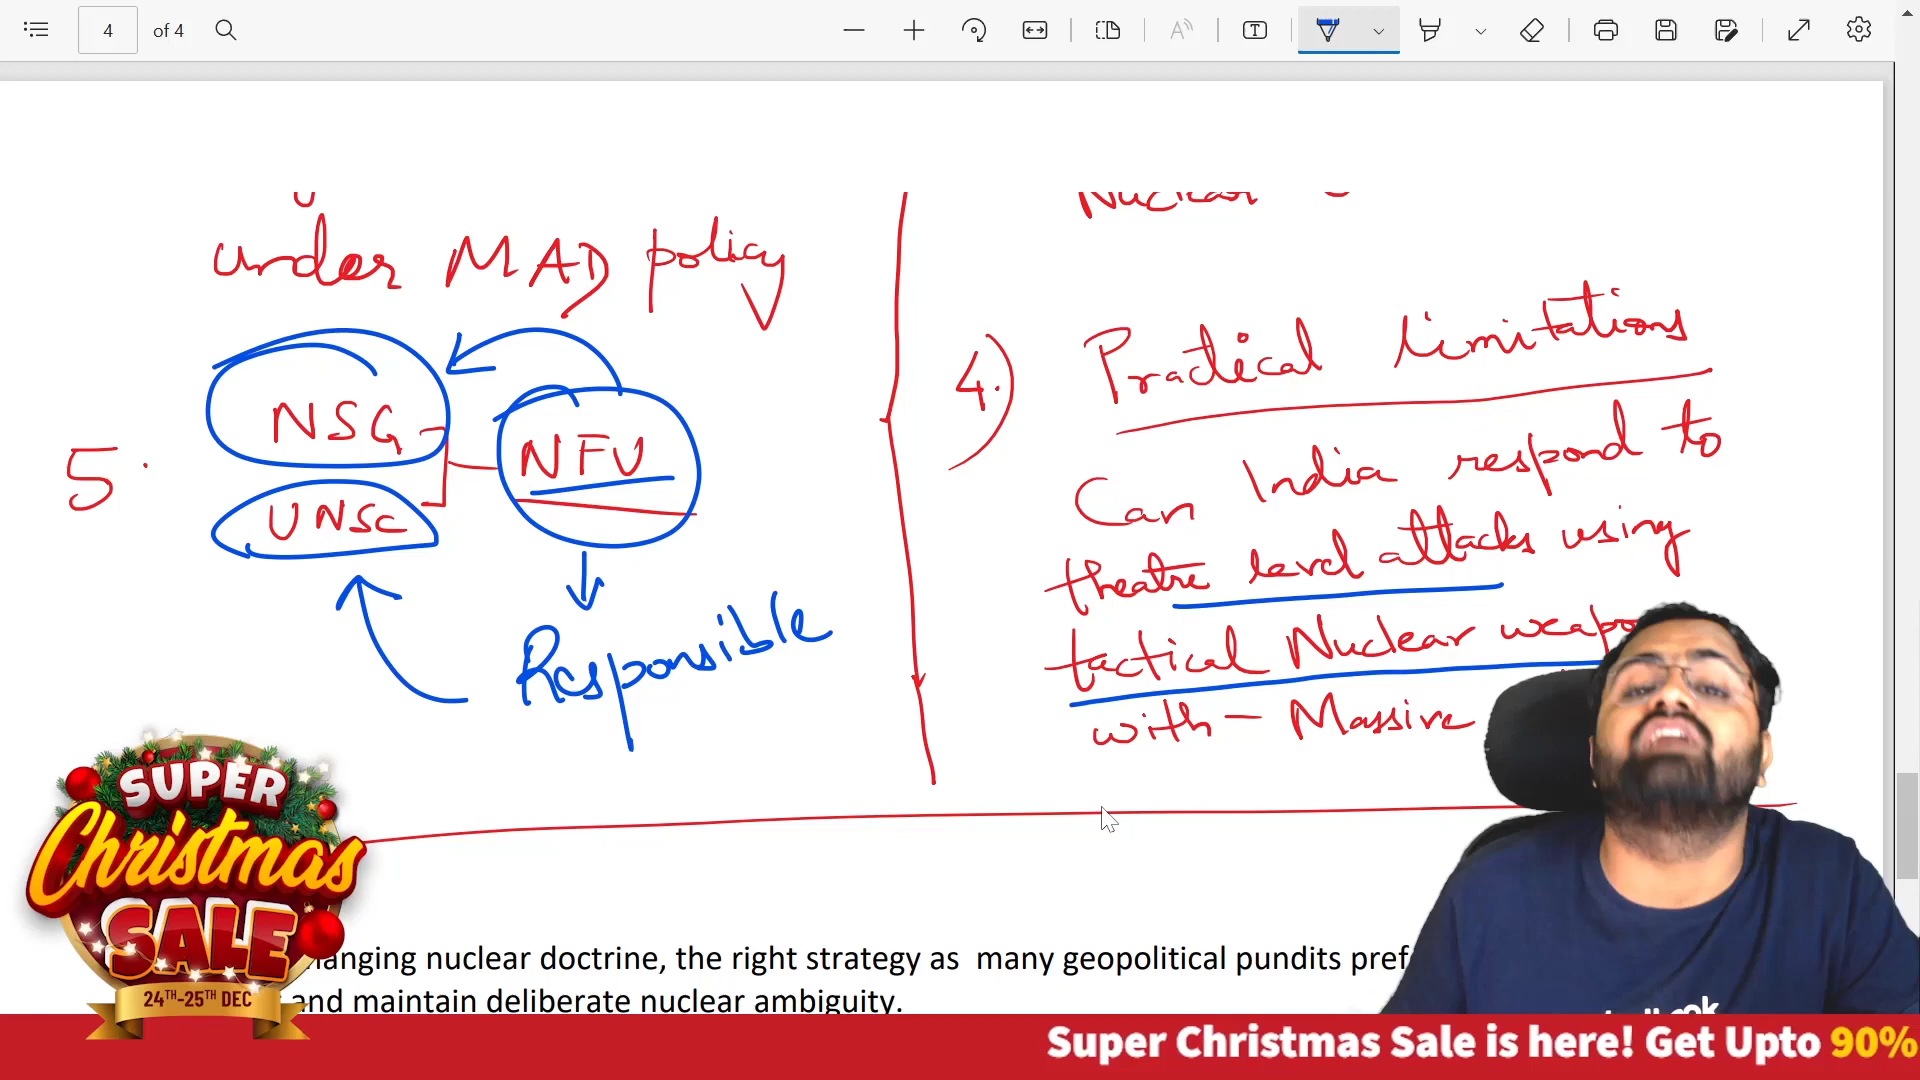 4
of 4
under MAD policy
5.
NSG
UNSC
NFU
Responsible
Nuclear
4.)
Practical limitations
Can India respond to
theatre level attacks using
tactical Nuclear
with - Massive
hanging nuclear doctrine, the right strategy as many geopolitical pundits
and maintain deliberate nuclear ambiguity.
SUPER
Christmas
SALE
24TH-25TH DEC
Super Christmas Sale is here! Get Upto 90%